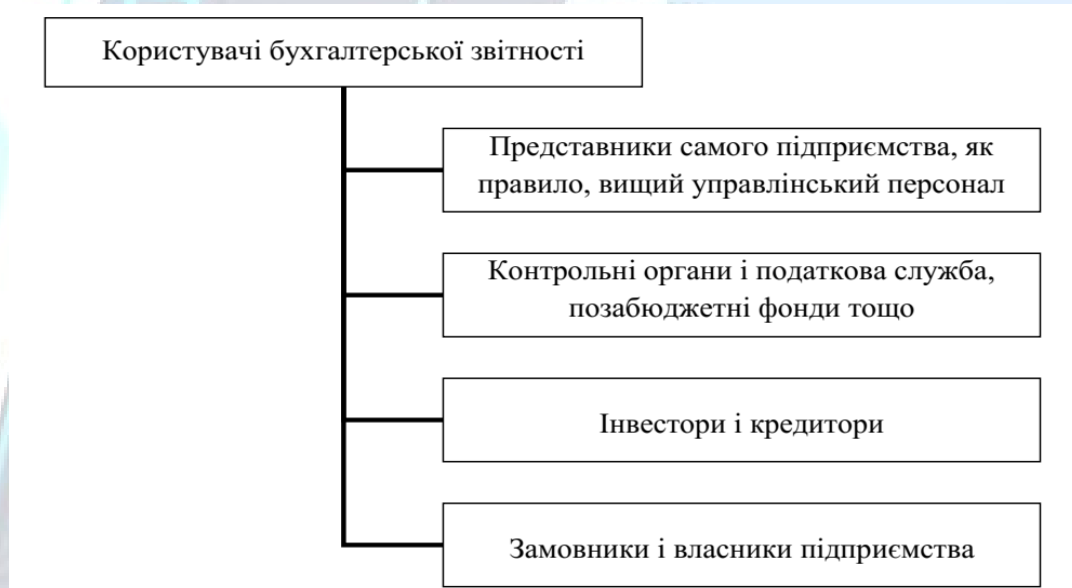 Користувачі бухгалтерської звітності
Представники самого підприємства, як
правило, вищий управлінський персонал
Контрольні органи і податкова служба,
позабюджетні фонди тощо
Інвестори і кредитори
Замовники і власники підприємства